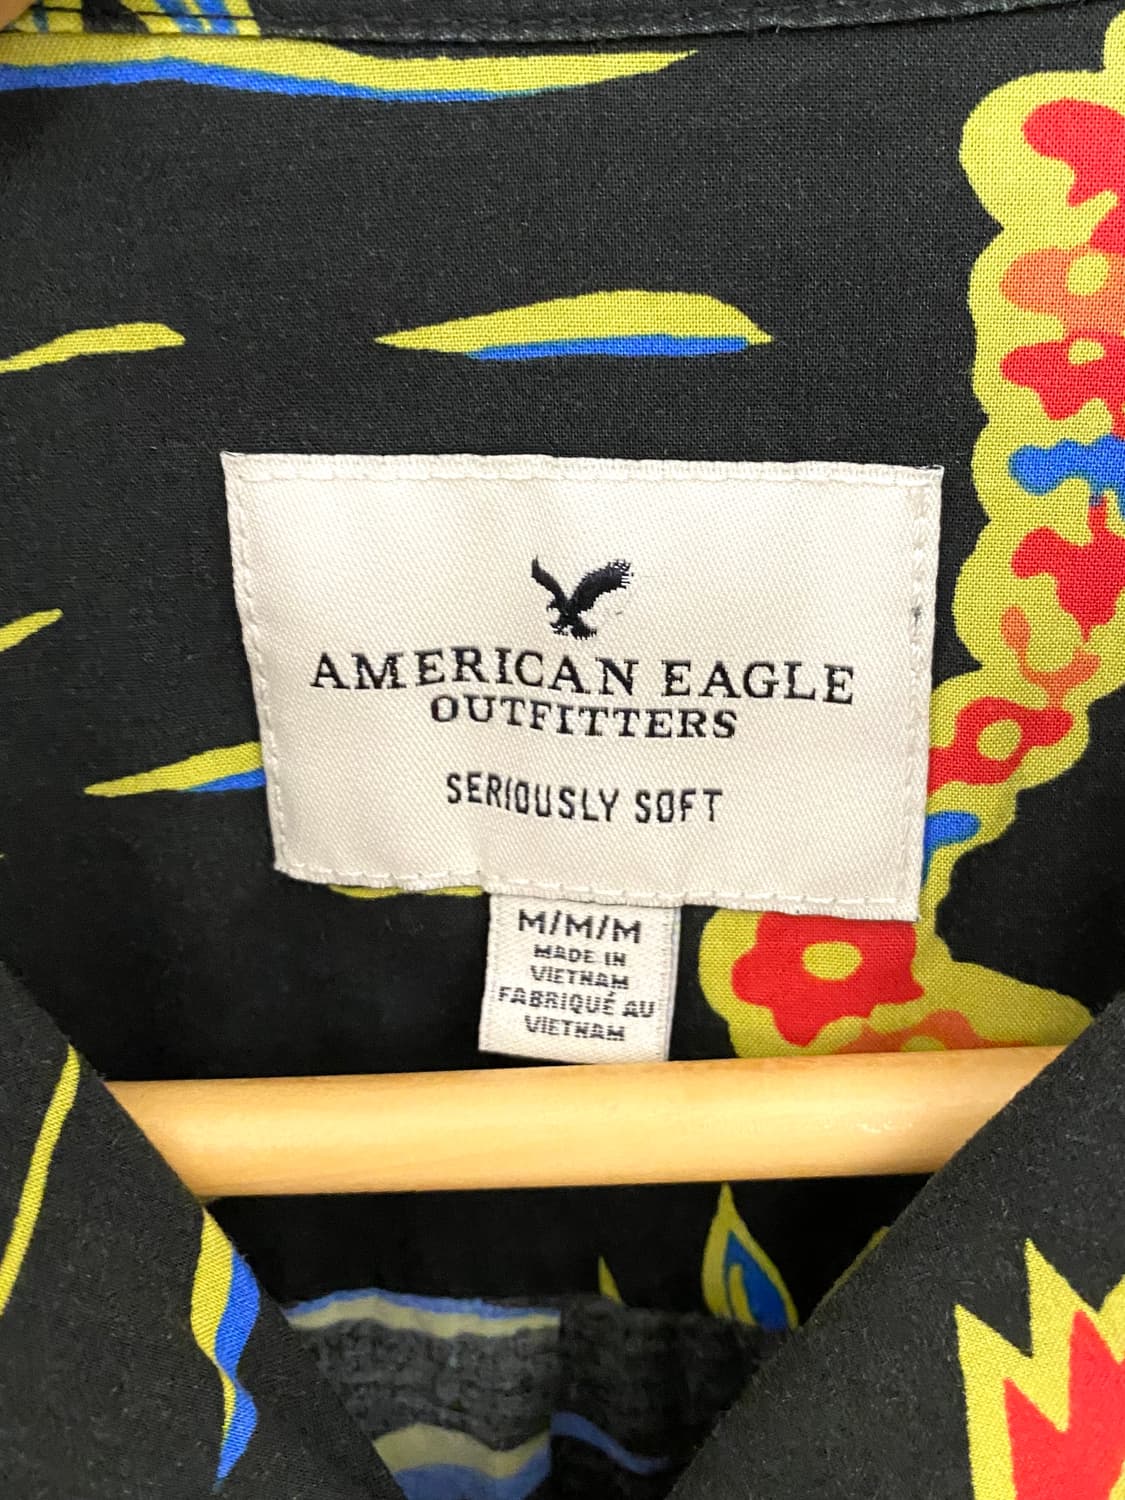 AMERICAN EAGLE
OUTFITTERS
SERIOUSLY SOFT
M/M/M
MADE IN
VIETNAM
FABRIQUÉ AU
VIETNAM